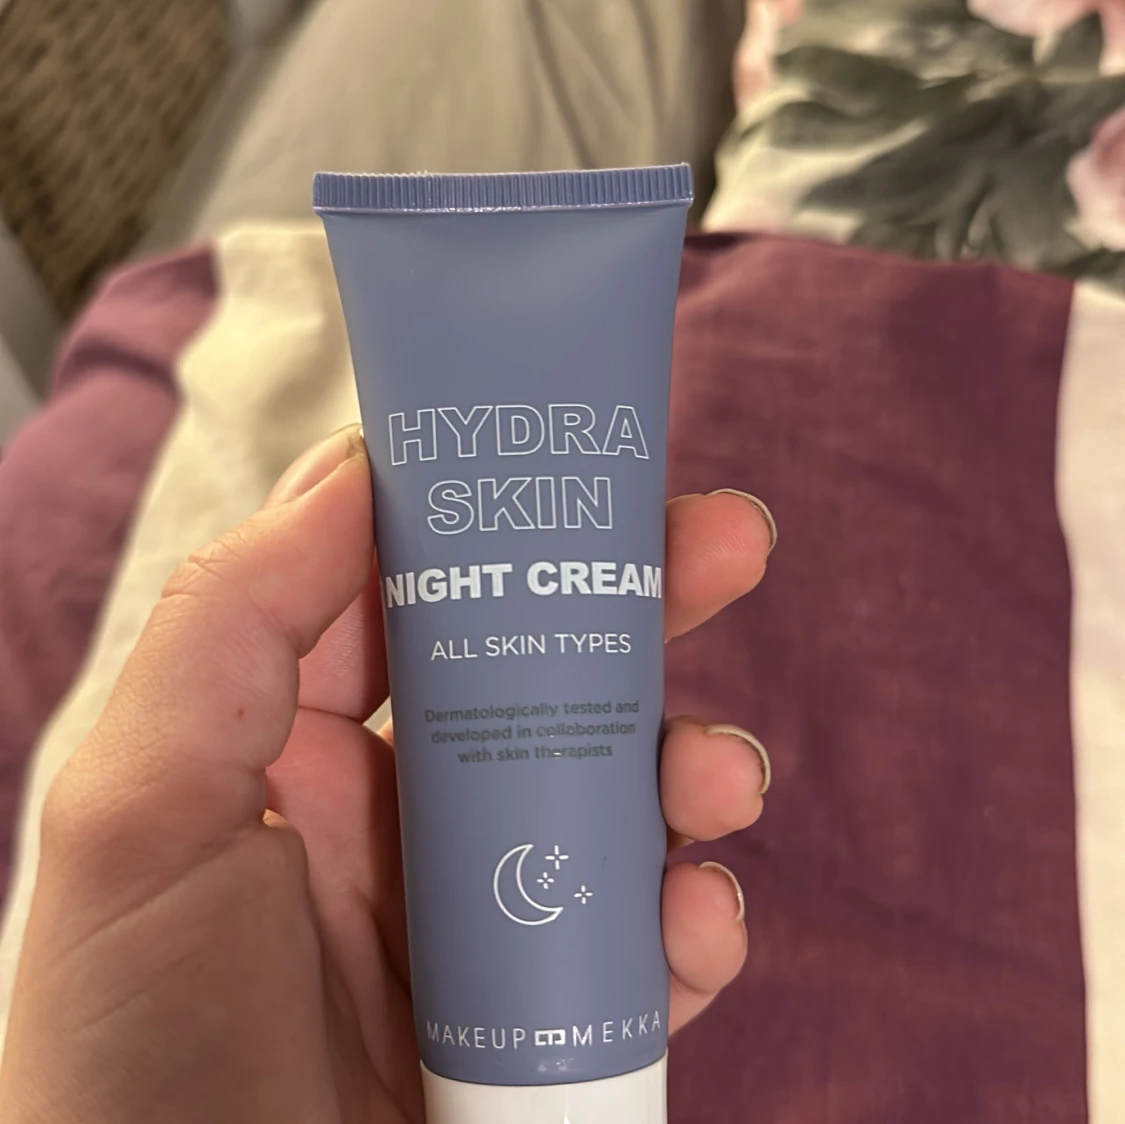 HYDRA
SKIN
NIGHT CREAM
ALL SKIN TYPES
Dermatologically tested and
developed in collaboration
with skin therapists
MAKEUP MEKKA